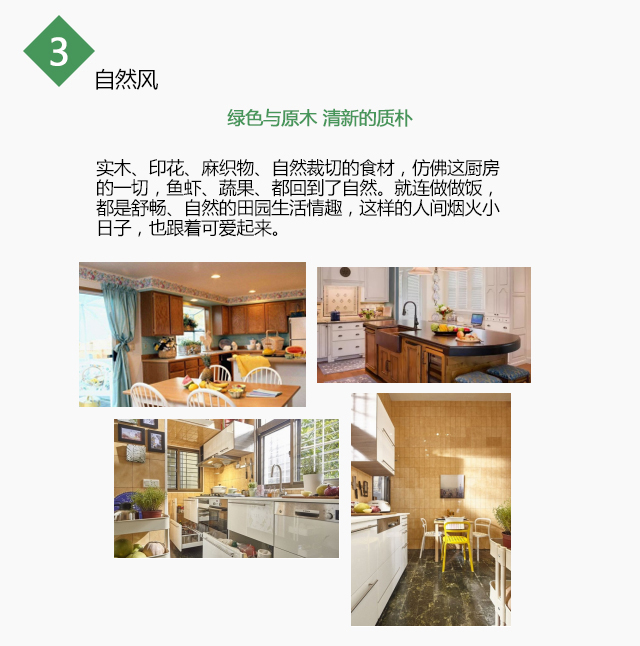 3
自然风
绿色与原木 清新的质朴
实木、印花、麻织物、自然裁切的食材，仿佛这厨房
的一切，鱼虾、蔬果、都回到了自然。就连做做饭，
都是舒畅、自然的田园生活情趣，这样的人间烟火小
日子，也跟着可爱起来。